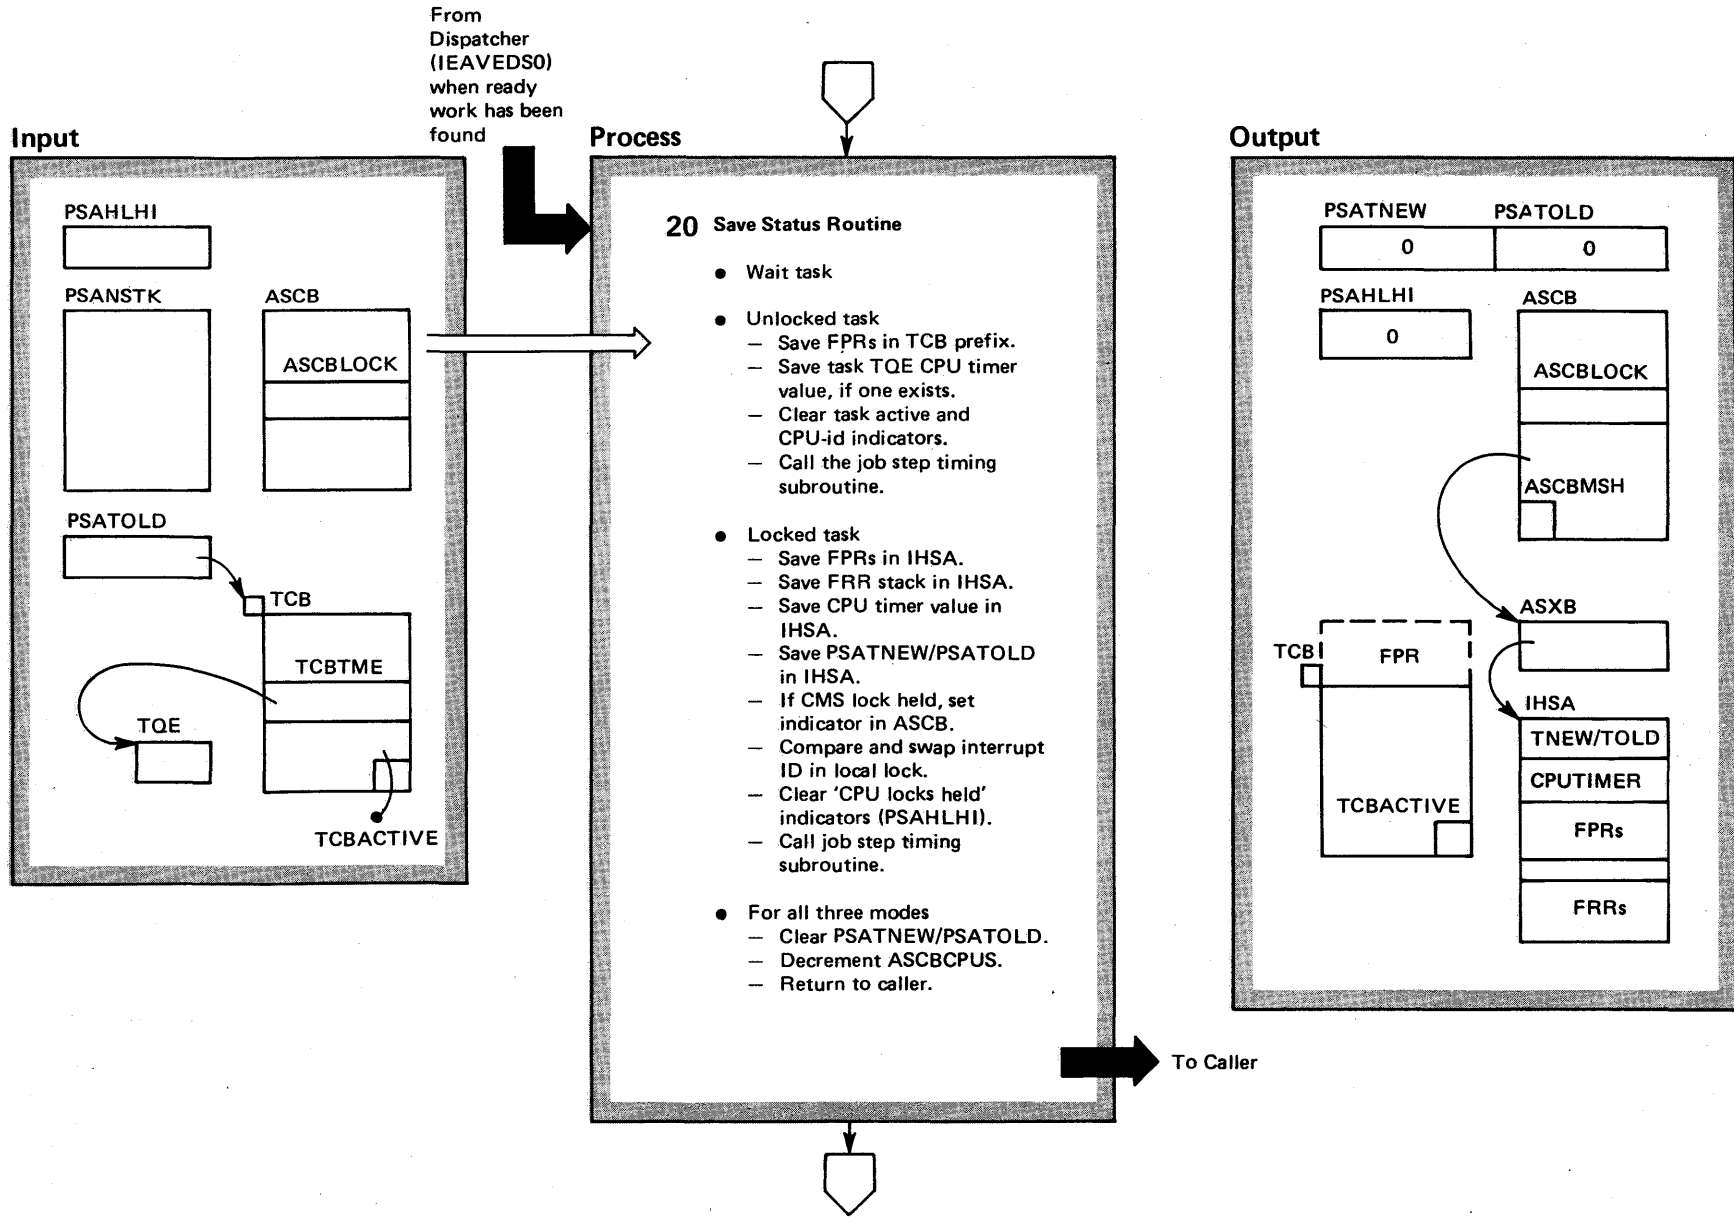 From
Dispatcher
(IEAVEDS0)
when ready
work has been
found
Input
PSAHLHI
PSANSTK
ASCB
ASCBLOCK
PSATOLD
TCB
TCBTME
TQE
TCBACTIVE
Process
20 Save Status Routine
● Wait task
● Unlocked task
— Save FPRs in TCB prefix.
— Save task TQE CPU timer
value, if one exists.
— Clear task active and
CPU-id indicators.
— Call the job step timing
subroutine.
● Locked task
— Save FPRs in IHSA.
— Save FRR stack in IHSA.
— Save CPU timer value in
IHSA.
— Save PSATNEW/PSATOLD
in IHSA.
— If CMS lock held, set
indicator in ASCB.
— Compare and swap interrupt
ID in local lock.
— Clear ‘CPU locks held’
indicators (PSAHLHI).
— Call job step timing
subroutine.
● For all three modes
— Clear PSATNEW/PSATOLD.
— Decrement ASCBCPUS.
— Return to caller.
To Caller
Output
PSATNEW PSATOLD
0 0
PSAHLHI
0
ASCB
ASCBLOCK
ASCBMSH
ASXB
TCB
FPR
TCBACTIVE
IHSA
TNEW/TOLD
CPUTIMER
FPRs
FRRs